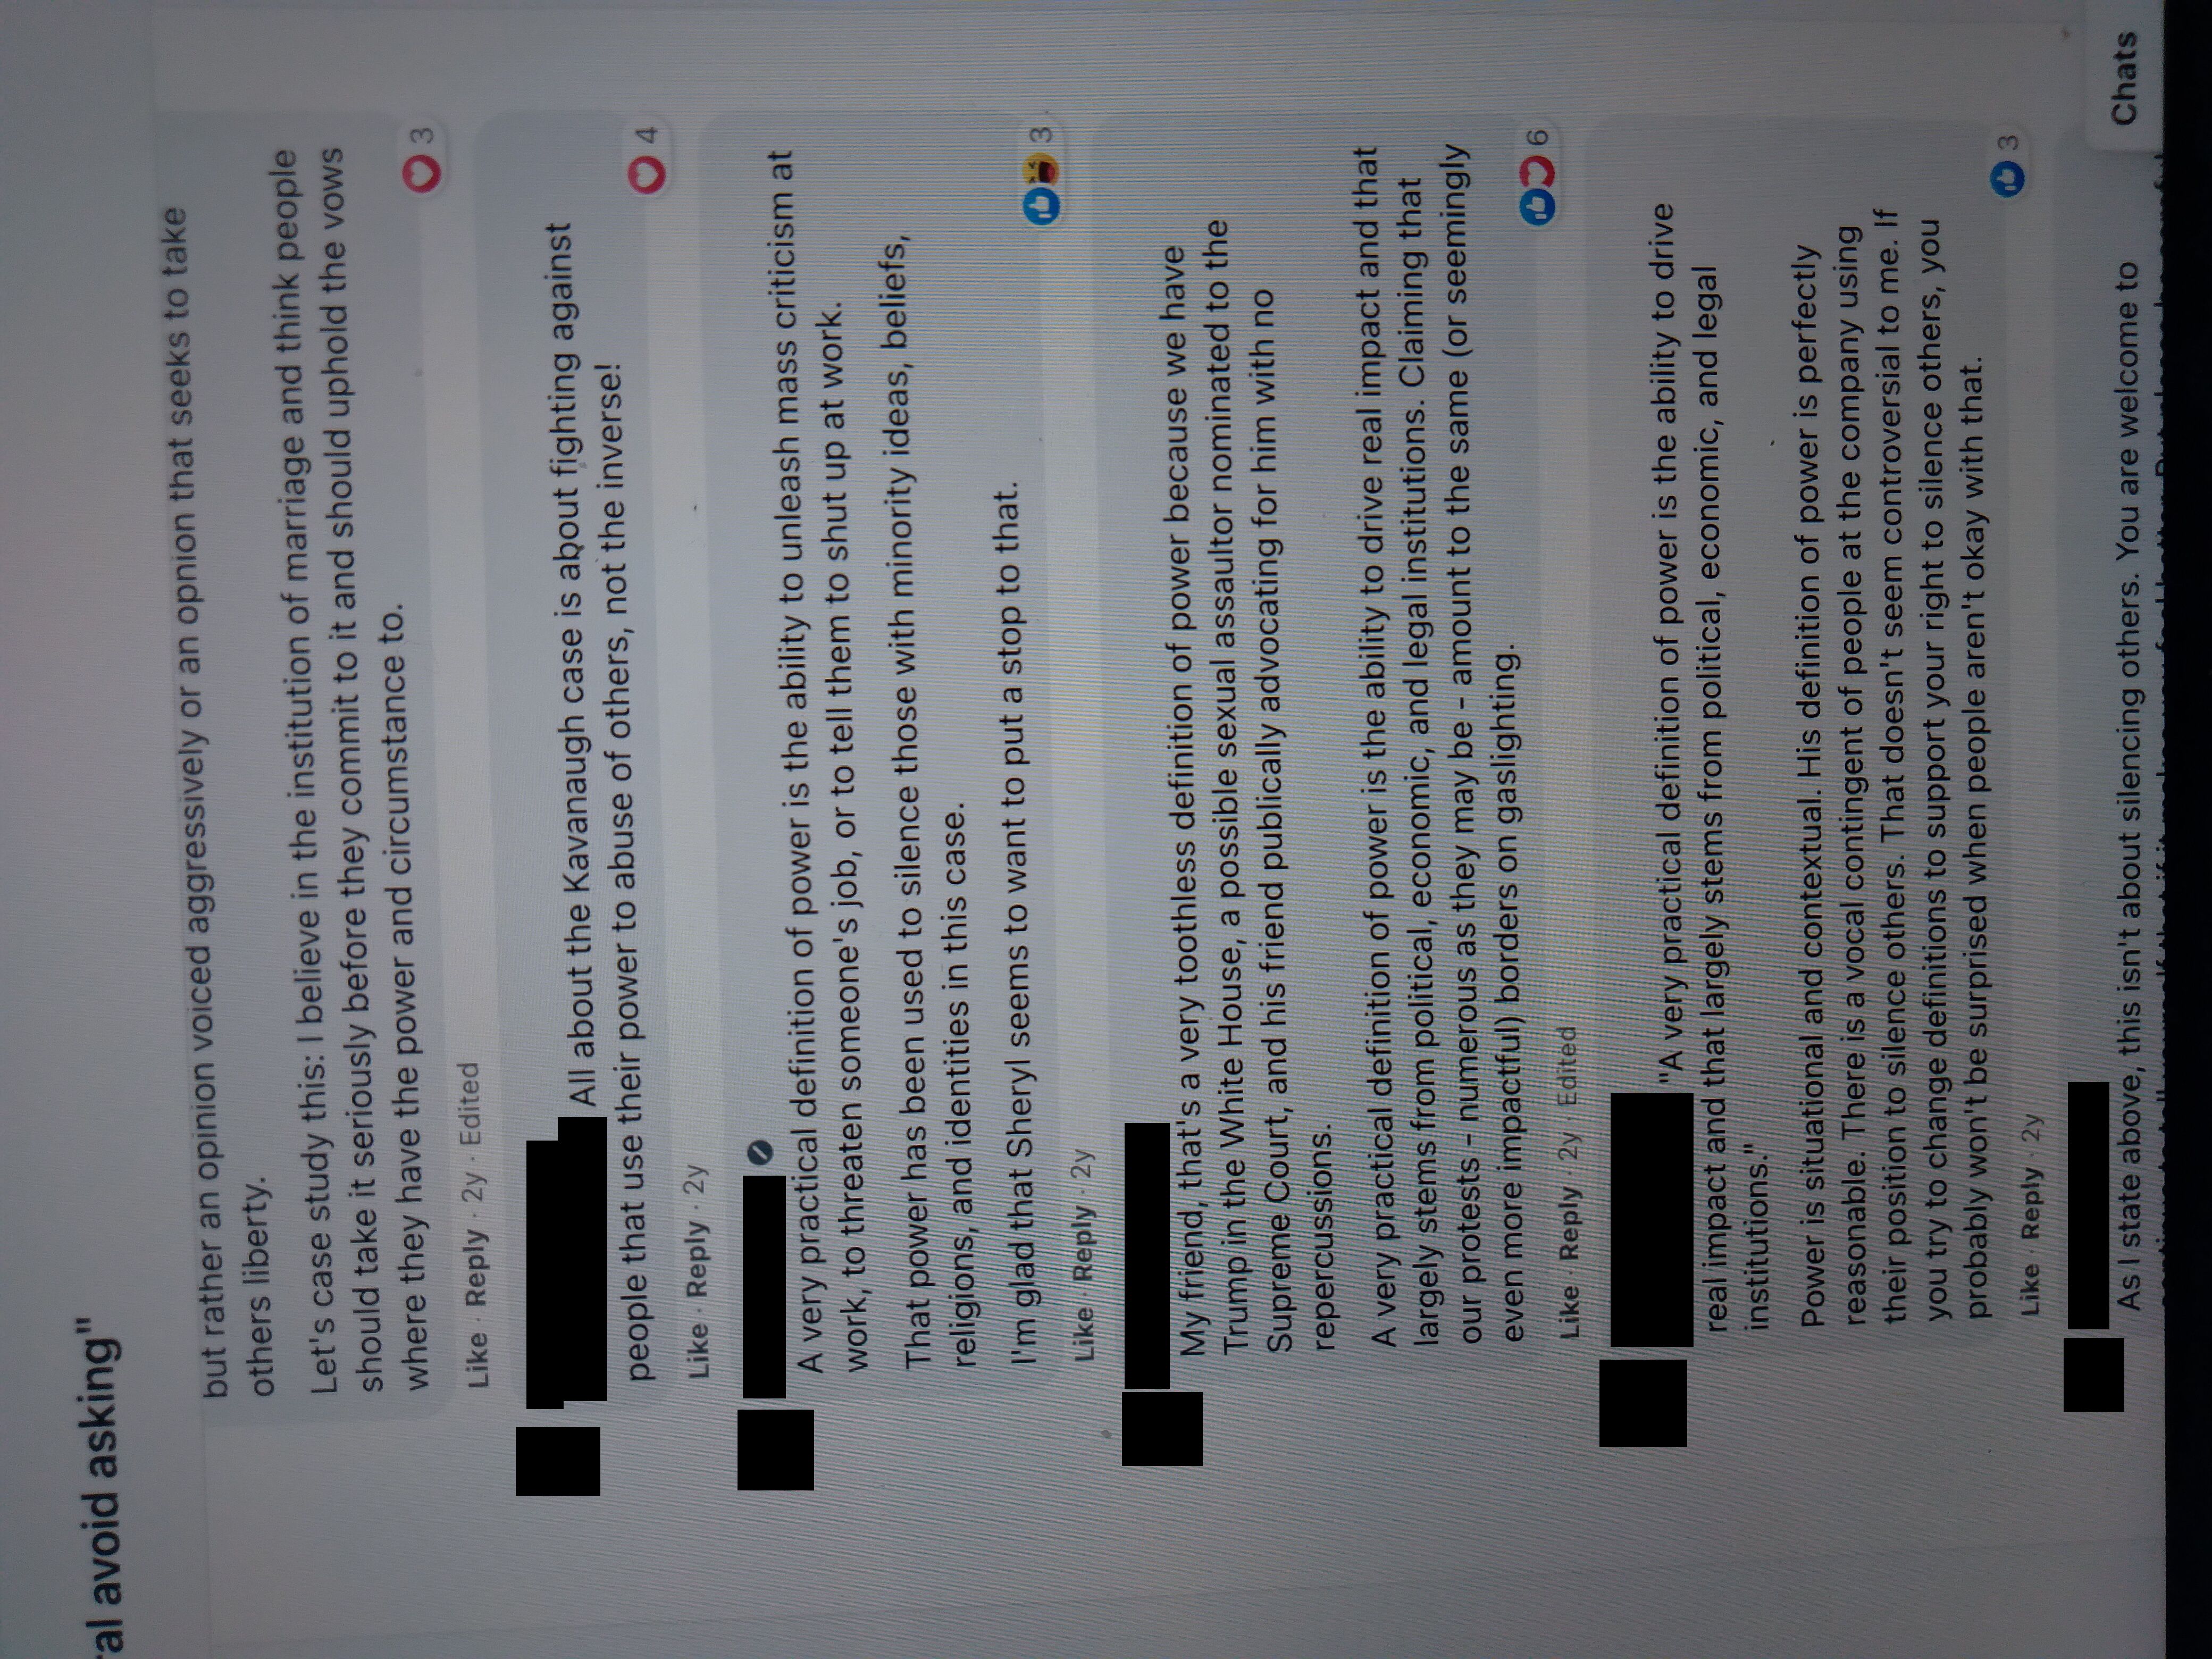 ral avoid asking"
but rather an opinion voiced aggressively or an opnion that seeks to take
others liberty.
Let's case study this: I believe in the institution of marriage and think people
should take it seriously before they commit to it and should uphold the vows
where they have the power and circumstance to.
3
Like · Reply · 2y · Edited
All about the Kavanaugh case is about fighting against
people that use their power to abuse of others, not the inverse!
4
Like · Reply · 2y
A very practical definition of power is the ability to unleash mass criticism at
work, to threaten someone's job, or to tell them to shut up at work.
That power has been used to silence those with minority ideas, beliefs,
religions, and identities in this case.
I'm glad that Sheryl seems to want to put a stop to that.
3
Like · Reply · 2y
My friend, that's a very toothless definition of power because we have
Trump in the White House, a possible sexual assaultor nominated to the
Supreme Court, and his friend publically advocating for him with no
repercussions.
A very practical definition of power is the ability to drive real impact and that
largely stems from political, economic, and legal institutions. Claiming that
our protests - numerous as they may be - amount to the same (or seemingly
even more impactful) borders on gaslighting.
6
Like · Reply · 2y · Edited
"A very practical definition of power is the ability to drive
real impact and that largely stems from political, economic, and legal
institutions."
Power is situational and contextual. His definition of power is perfectly
reasonable. There is a vocal contingent of people at the company using
their position to silence others. That doesn't seem controversial to me. If
you try to change definitions to support your right to silence others, you
probably won't be surprised when people aren't okay with that.
3
Like · Reply · 2y
As I state above, this isn't about silencing others. You are welcome to
Chats